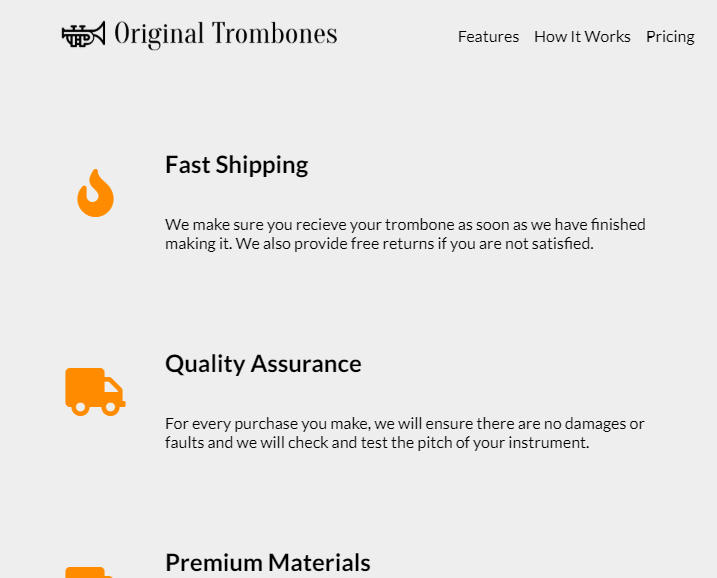 Original Trombones
Features How It Works Pricing
Fast Shipping
We make sure you recieve your trombone as soon as we have finished
making it. We also provide free returns if you are not satisfied.
Quality Assurance
For every purchase you make, we will ensure there are no damages or
faults and we will check and test the pitch of your instrument.
Premium Materials